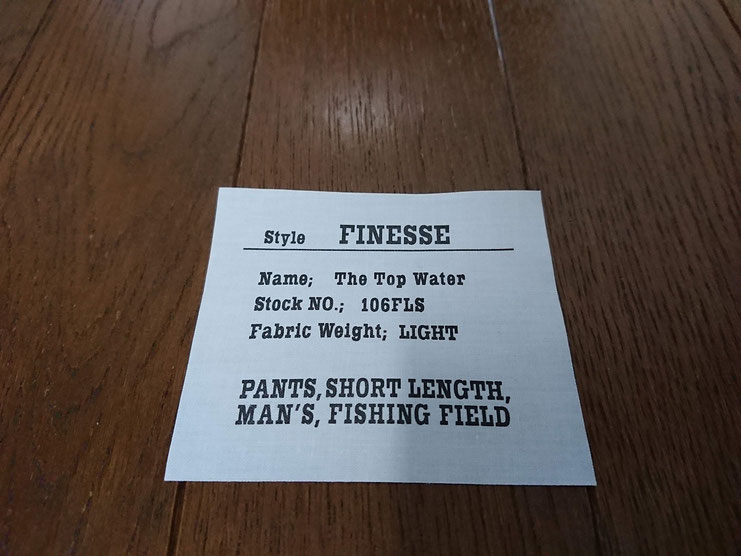 Style FINESSE
Name; The Top Water
Stock NO.; 106FLS
Fabric Weight; LIGHT
PANTS, SHORT LENGTH,
MAN'S, FISHING FIELD